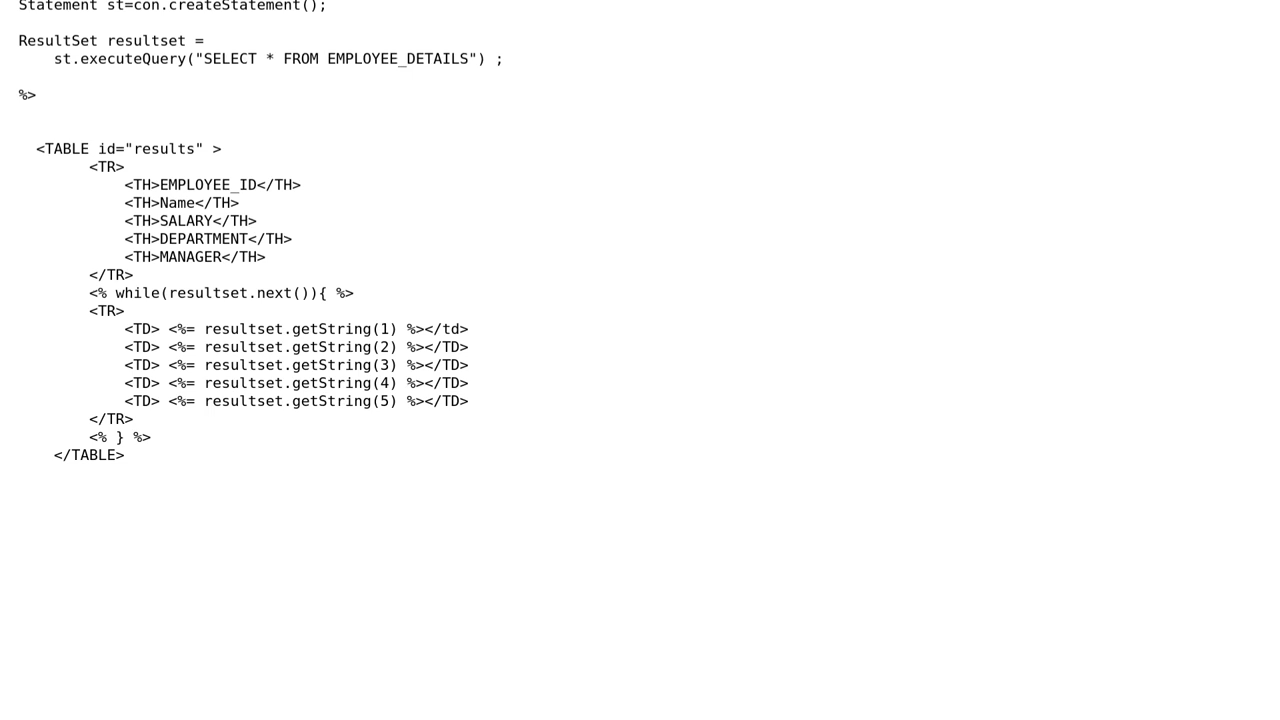 Statement st=con.createStatement();
ResultSet resultset =
st.executeQuery("SELECT * FROM EMPLOYEE_DETAILS") ;
%>
<TABLE id="results" >
<TR>
<TH>EMPLOYEE_ID</TH>
<TH>Name</TH>
<TH>SALARY</TH>
<TH>DEPARTMENT</TH>
<TH>MANAGER</TH>
</TR>
<% while(resultset.next()){ %>
<TR>
<TD> <%= resultset.getString(1) %></td>
<TD> <%= resultset.getString(2) %></TD>
<TD> <%= resultset.getString(3) %></TD>
<TD> <%= resultset.getString(4) %></TD>
<TD> <%= resultset.getString(5) %></TD>
</TR>
<% } %>
</TABLE>